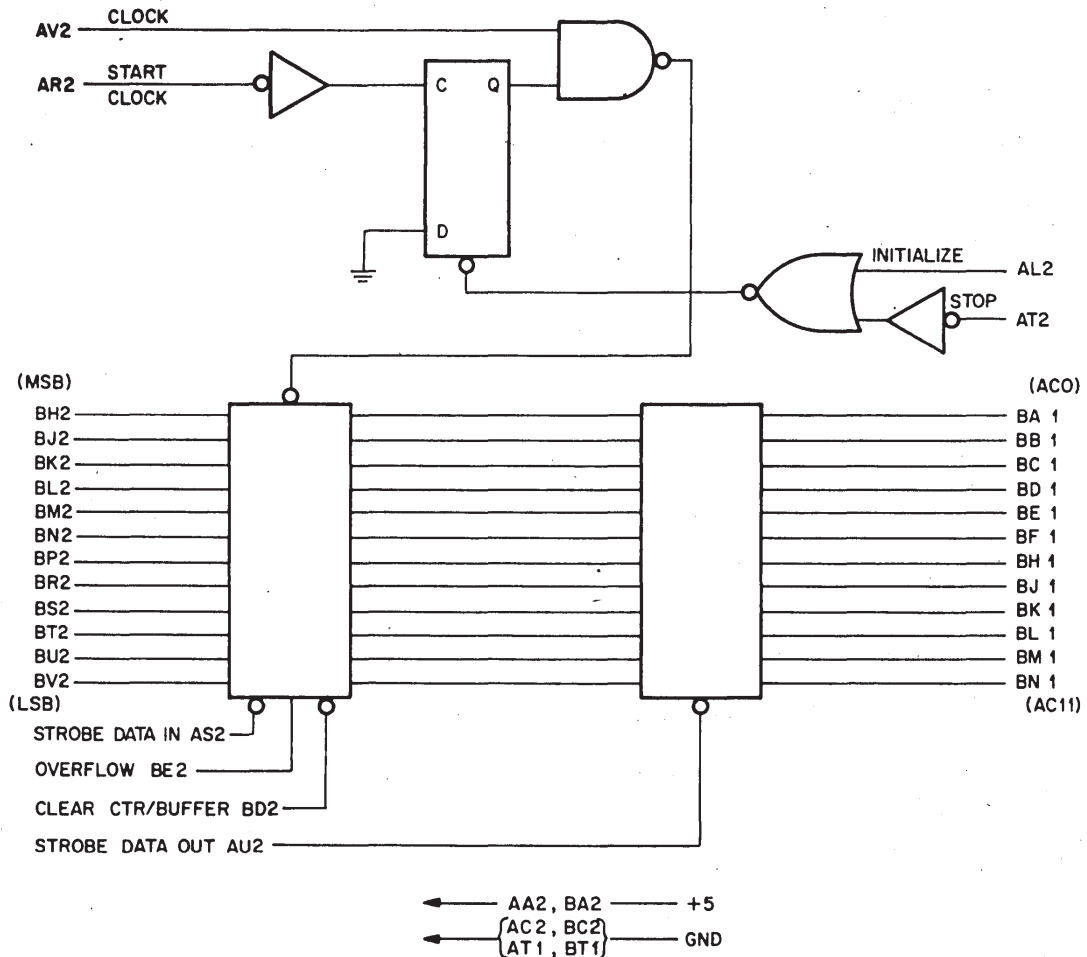 CLOCK
AV2
START
AR2
CLOCK
C Q
D
INITIALIZE
AL2
STOP
AT2
(MSB)
(AC0)
BH2
BA 1
BJ2
BB 1
BK2
BC 1
BL2
BD 1
BM2
BE 1
BN2
BF 1
BP2
BH 1
BR2
BJ 1
BS2
BK 1
BT2
BL 1
BU2
BM 1
BV2
BN 1
(LSB)
(AC11)
STROBE DATA IN AS2
OVERFLOW BE2
CLEAR CTR/BUFFER BD2
STROBE DATA OUT AU2
AA2, BA2 +5
{AC2, BC2}
{AT1, BT1} GND